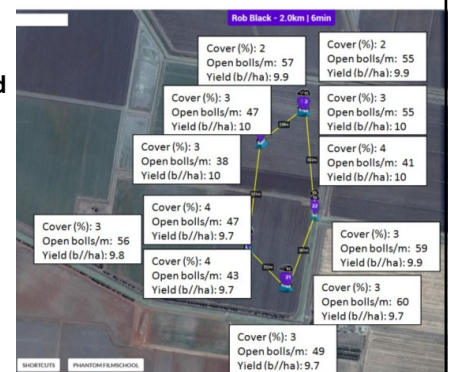 Rob Black - 2.0km | 6min
d
Cover (%): 2
Open bolls/m: 57
Yield (b//ha): 9.9
Cover (%): 2
Open bolls/m: 55
Yield (b//ha): 9.9
Cover (%): 3
Open bolls/m: 47
Yield (b//ha): 10
Cover (%): 3
Open bolls/m: 55
Yield (b//ha): 10
Cover (%): 3
Open bolls/m: 38
Yield (b//ha): 10
Cover (%): 4
Open bolls/m: 41
Yield (b//ha): 10
Cover (%): 4
Open bolls/m: 47
Yield (b//ha): 9.7
Cover (%): 3
Open bolls/m: 56
Yield (b//ha): 9.8
Cover (%): 3
Open bolls/m: 59
Yield (b//ha): 9.9
Cover (%): 4
Open bolls/m: 43
Yield (b//ha): 9.7
Cover (%): 3
Open bolls/m: 60
Yield (b//ha): 9.7
Cover (%): 3
Open bolls/m: 49
Yield (b//ha): 9.7
SHORTCUTS
PHANTOM FILMSCHOOL